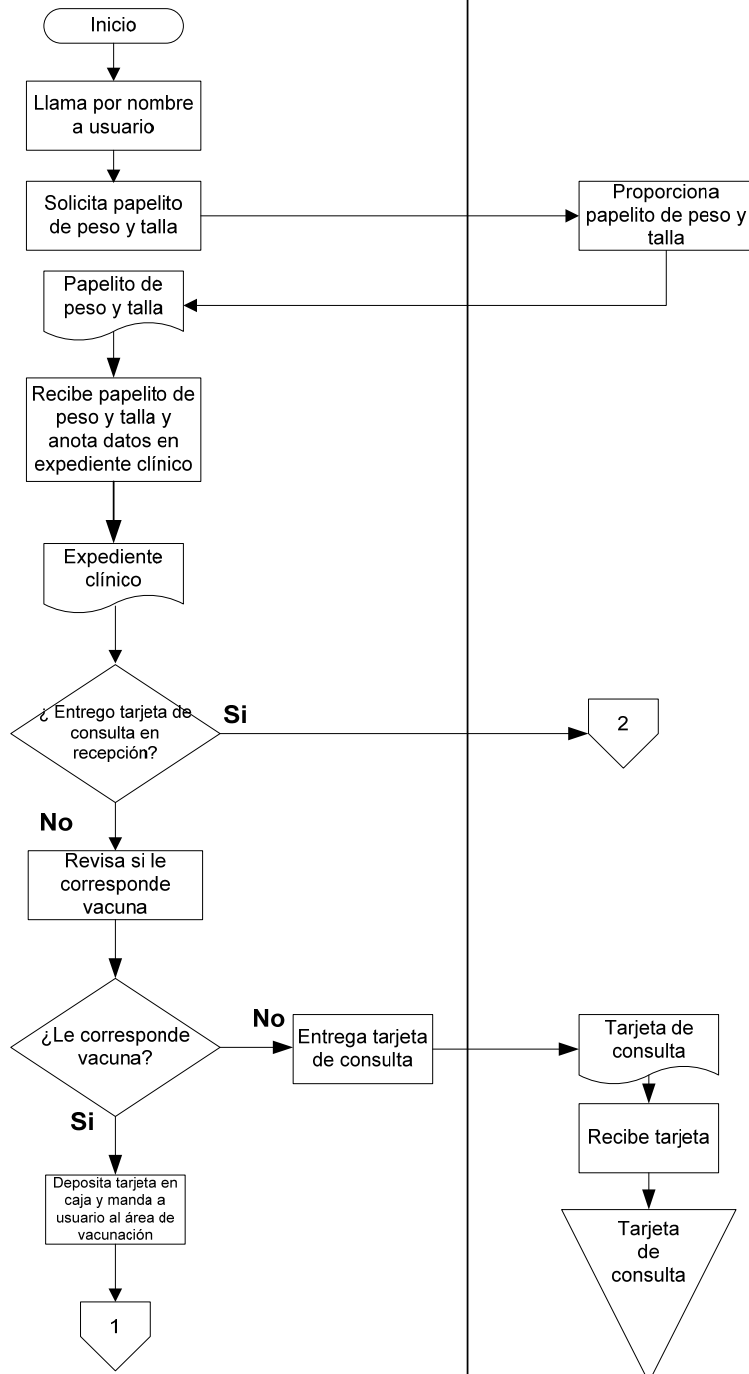 Inicio
Llama por nombre
a usuario
Solicita papelito
de peso y talla
Proporciona
papelito de peso y
talla
Papelito de
peso y talla
Recibe papelito de
peso y talla y
anota datos en
expediente clínico
Expediente
clínico
¿ Entrego tarjeta de
consulta en
recepción?
Si
2
No
Revisa si le
corresponde
vacuna
¿Le corresponde
vacuna?
No
Entrega tarjeta
de consulta
Tarjeta de
consulta
Recibe tarjeta
Si
Deposita tarjeta en
caja y manda a
usuario al área de
vacunación
Tarjeta
de
consulta
1